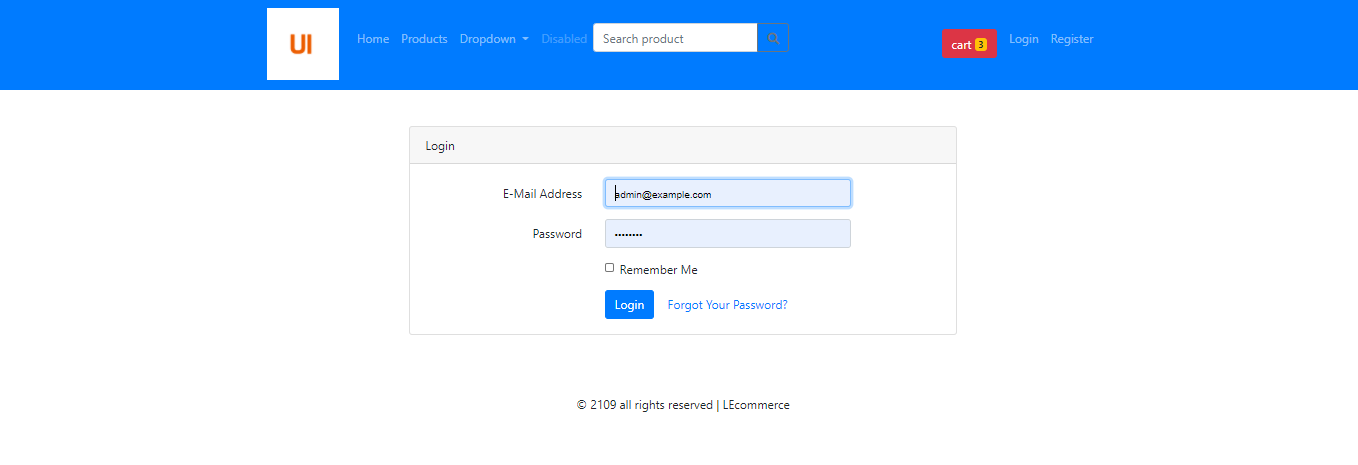 UI Home Products Dropdown Disabled Search product cart 3 Login Register
Login
E-Mail Address admin@example.com
Password ••••••••
Remember Me
Login Forgot Your Password?
© 2109 all rights reserved | LEcommerce